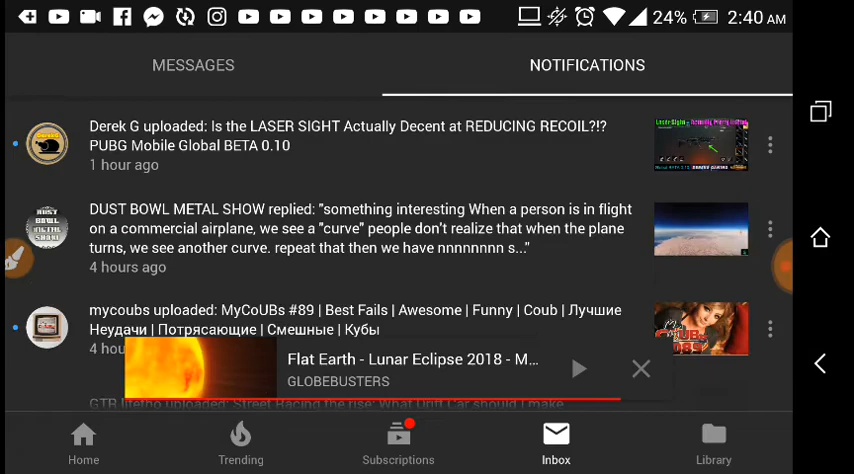 24% 2:40 AM
MESSAGES NOTIFICATIONS
Derek G uploaded: Is the LASER SIGHT Actually Decent at REDUCING RECOIL?!?
PUBG Mobile Global BETA 0.10
1 hour ago
DUST BOWL METAL SHOW replied: "something interesting When a person is in flight
on a commercial airplane, we see a "curve" people don't realize that when the plane
turns, we see another curve. repeat that then we have nnnnnnnn s..."
4 hours ago
mycoubs uploaded: MyCoUBs #89 | Best Fails | Awesome | Funny | Coub | Лучшие
Неудачи | Потрясающие | Смешные | Кубы
4 hou
Flat Earth - Lunar Eclipse 2018 - M...
GLOBEBUSTERS
Home Trending Subscriptions Inbox Library